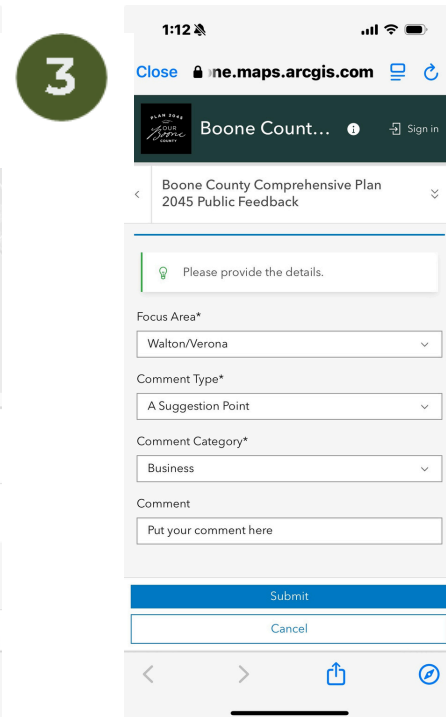 3
1:12
Close ne.maps.arcgis.com
PLAN 2045
OUR
Boone
COUNTY
Boone Count... Sign in
Boone County Comprehensive Plan
2045 Public Feedback
Please provide the details.
Focus Area*
Walton/Verona
Comment Type*
A Suggestion Point
Comment Category*
Business
Comment
Put your comment here
Submit
Cancel